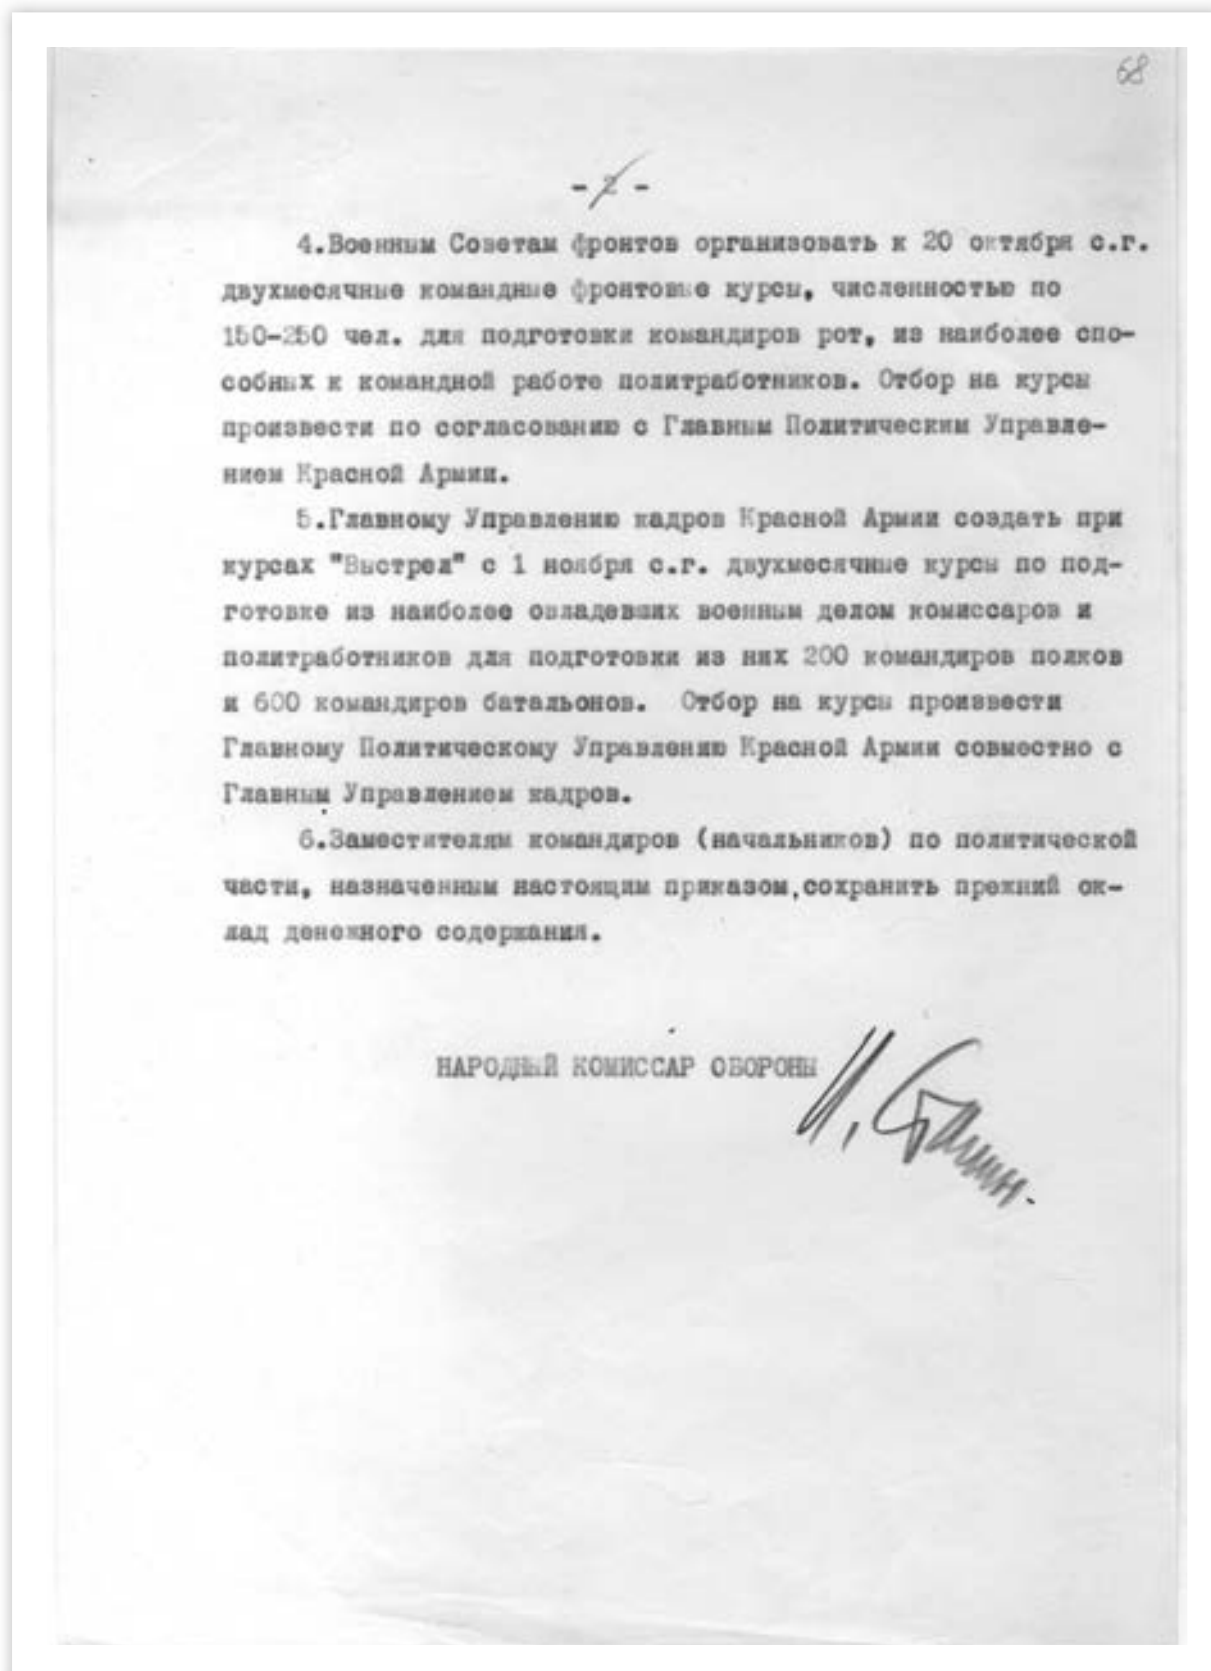 68
- 2 -
4.Военным Советам фронтов организовать к 20 октября с.г.
двухмесячные командные фронтовые курсы, численностью по
150-250 чел. для подготовки командиров рот, из наиболее спо-
собных к командной работе политработников. Отбор на курсы
произвести по согласованию с Главным Политическим Управле-
нием Красной Армии.
5.Главному Управлению кадров Красной Армии создать при
курсах "Выстрел" с 1 ноября с.г. двухмесячные курсы по под-
готовке из наиболее овладевших военным делом комиссаров и
политработников для подготовки из них 200 командиров полков
и 600 командиров батальонов. Отбор на курсы произвести
Главному Политическому Управлению Красной Армии совместно с
Главным Управлением кадров.
6.Заместителям командиров (начальников) по политической
части, назначенным настоящим приказом,сохранить прежний ок-
лад денежного содержания.
НАРОДНЫЙ КОМИССАР ОБОРОНЫ
И. Сталин.